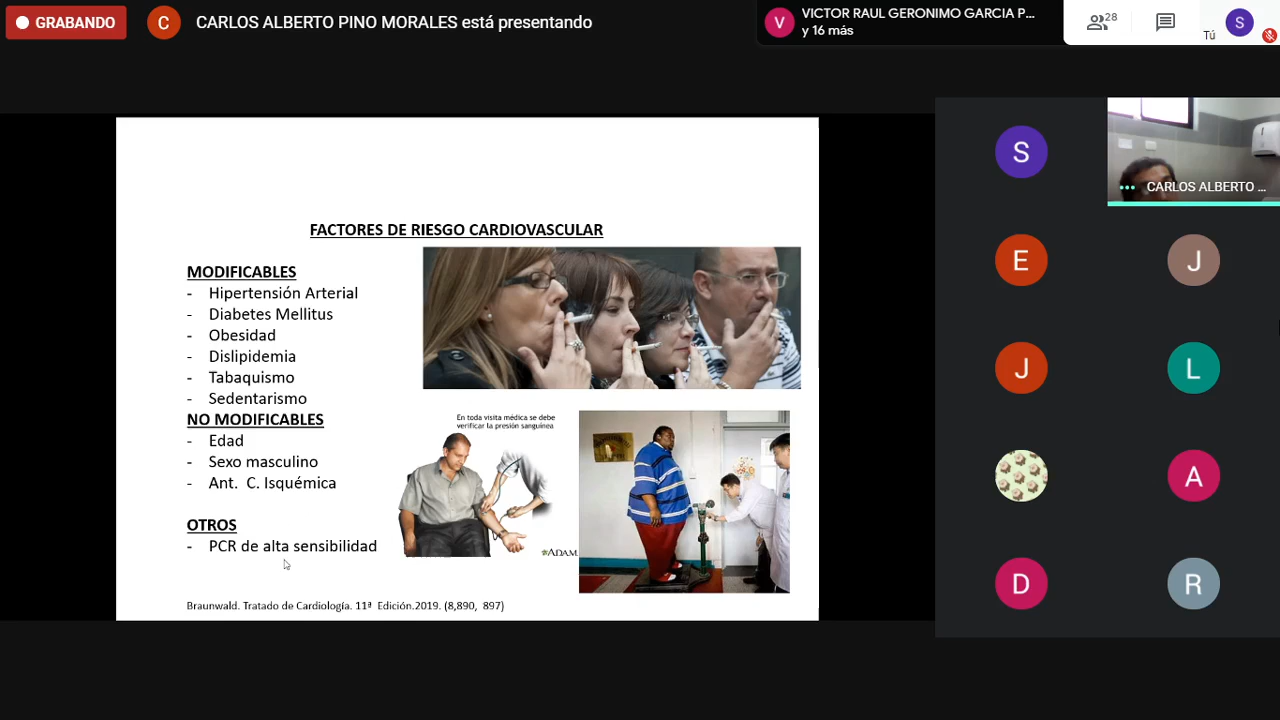 GRABANDO
C
CARLOS ALBERTO PINO MORALES está presentando
V
VICTOR RAUL GERONIMO GARCIA P...
y 16 más
28
Tú
S
FACTORES DE RIESGO CARDIOVASCULAR
MODIFICABLES
- Hipertensión Arterial
- Diabetes Mellitus
- Obesidad
- Dislipidemia
- Tabaquismo
- Sedentarismo
NO MODIFICABLES
- Edad
- Sexo masculino
- Ant. C. Isquémica
OTROS
- PCR de alta sensibilidad
En toda visita médica se debe
verificar la presión sanguínea
ADAM
Braunwald. Tratado de Cardiología. 11ª Edición.2019. (8,890, 897)
S
CARLOS ALBERTO ...
E
J
J
L
A
D
R